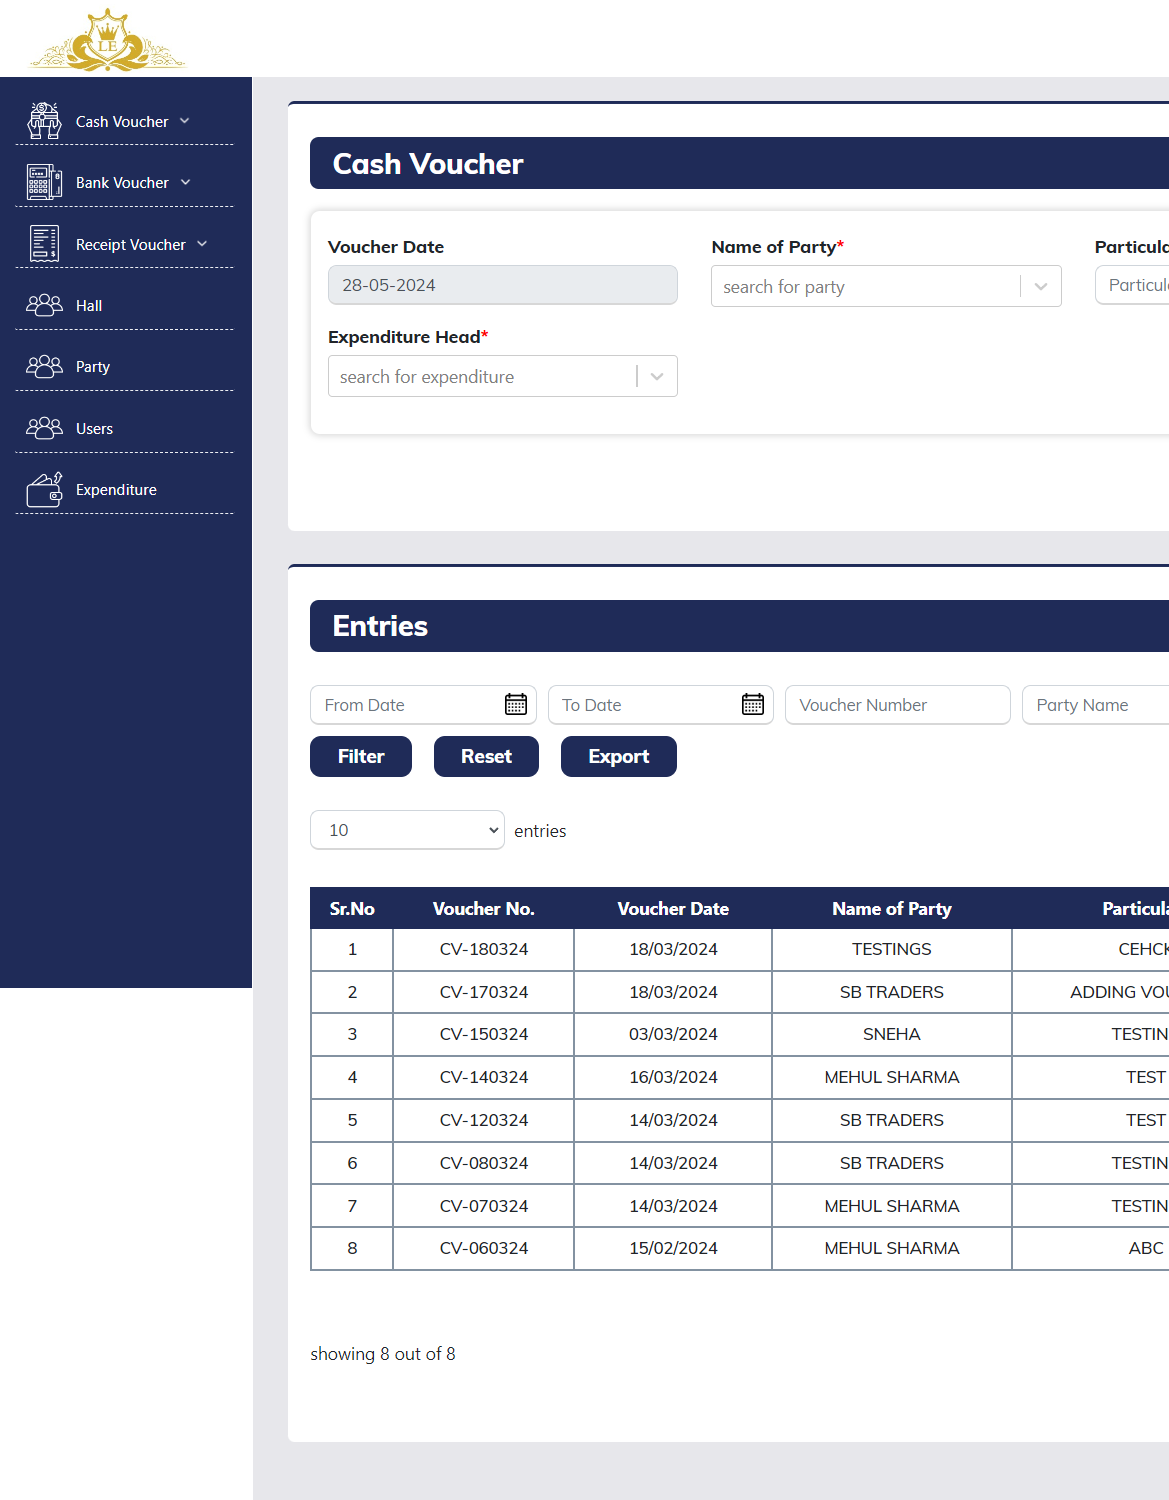 LE
Cash Voucher
Bank Voucher
Receipt Voucher
Hall
Party
Users
Expenditure
Cash Voucher
Voucher Date
Name of Party*
Particula
28-05-2024
search for party
Particul
Expenditure Head*
search for expenditure
Entries
From Date
To Date
Voucher Number
Party Name
Filter
Reset
Export
10
entries
Sr.No Voucher No. Voucher Date Name of Party Particula
1 CV-180324 18/03/2024 TESTINGS CEHCK
2 CV-170324 18/03/2024 SB TRADERS ADDING VOU
3 CV-150324 03/03/2024 SNEHA TESTIN
4 CV-140324 16/03/2024 MEHUL SHARMA TEST
5 CV-120324 14/03/2024 SB TRADERS TEST
6 CV-080324 14/03/2024 SB TRADERS TESTIN
7 CV-070324 14/03/2024 MEHUL SHARMA TESTIN
8 CV-060324 15/02/2024 MEHUL SHARMA ABC
showing 8 out of 8